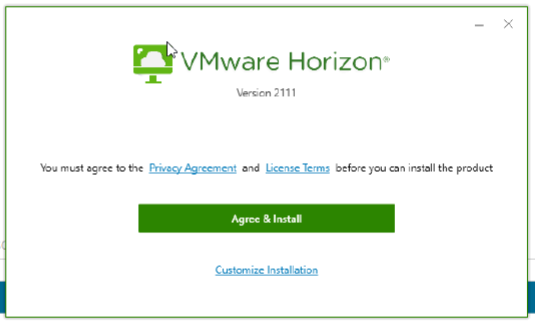 VMware Horizon®
Version 2111
You must agree to the Privacy Agreement and License Terms before you can install the product
Agree & Install
Customize Installation